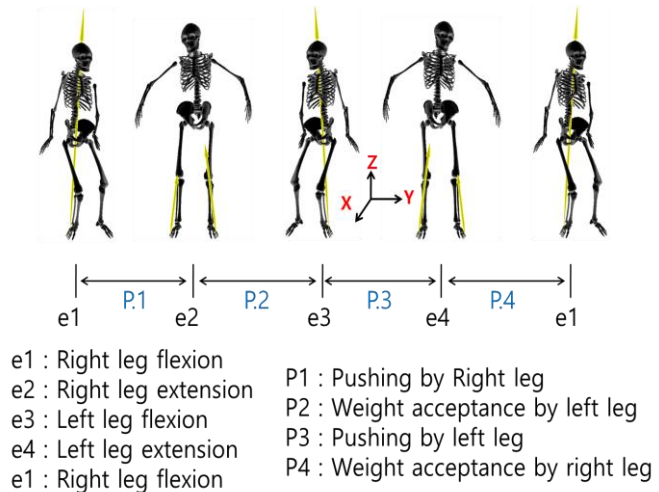 Z
X
Y
P.1 P.2 P.3 P.4
e1 e2 e3 e4 e1
e1 : Right leg flexion
e2 : Right leg extension
e3 : Left leg flexion
e4 : Left leg extension
e1 : Right leg flexion
P1 : Pushing by Right leg
P2 : Weight acceptance by left leg
P3 : Pushing by left leg
P4 : Weight acceptance by right leg